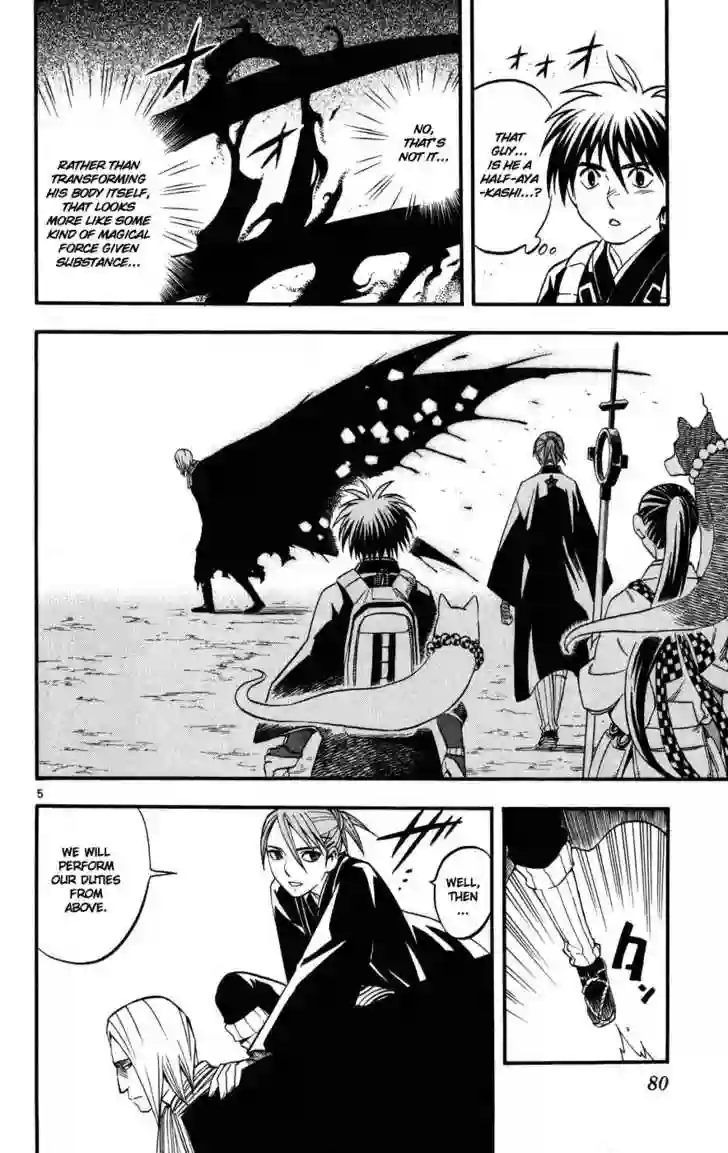 THAT
GUY...
IS HE A
HALF-AYA
-KASHI...?
NO,
THAT'S
NOT IT...
RATHER THAN
TRANSFORMING
HIS BODY ITSELF,
THAT LOOKS
MORE LIKE SOME
KIND OF MAGICAL
FORCE GIVEN
SUBSTANCE...
5
タン
WELL,
THEN
...
WE WILL
PERFORM
OUR DUTIES
FROM
ABOVE.
80